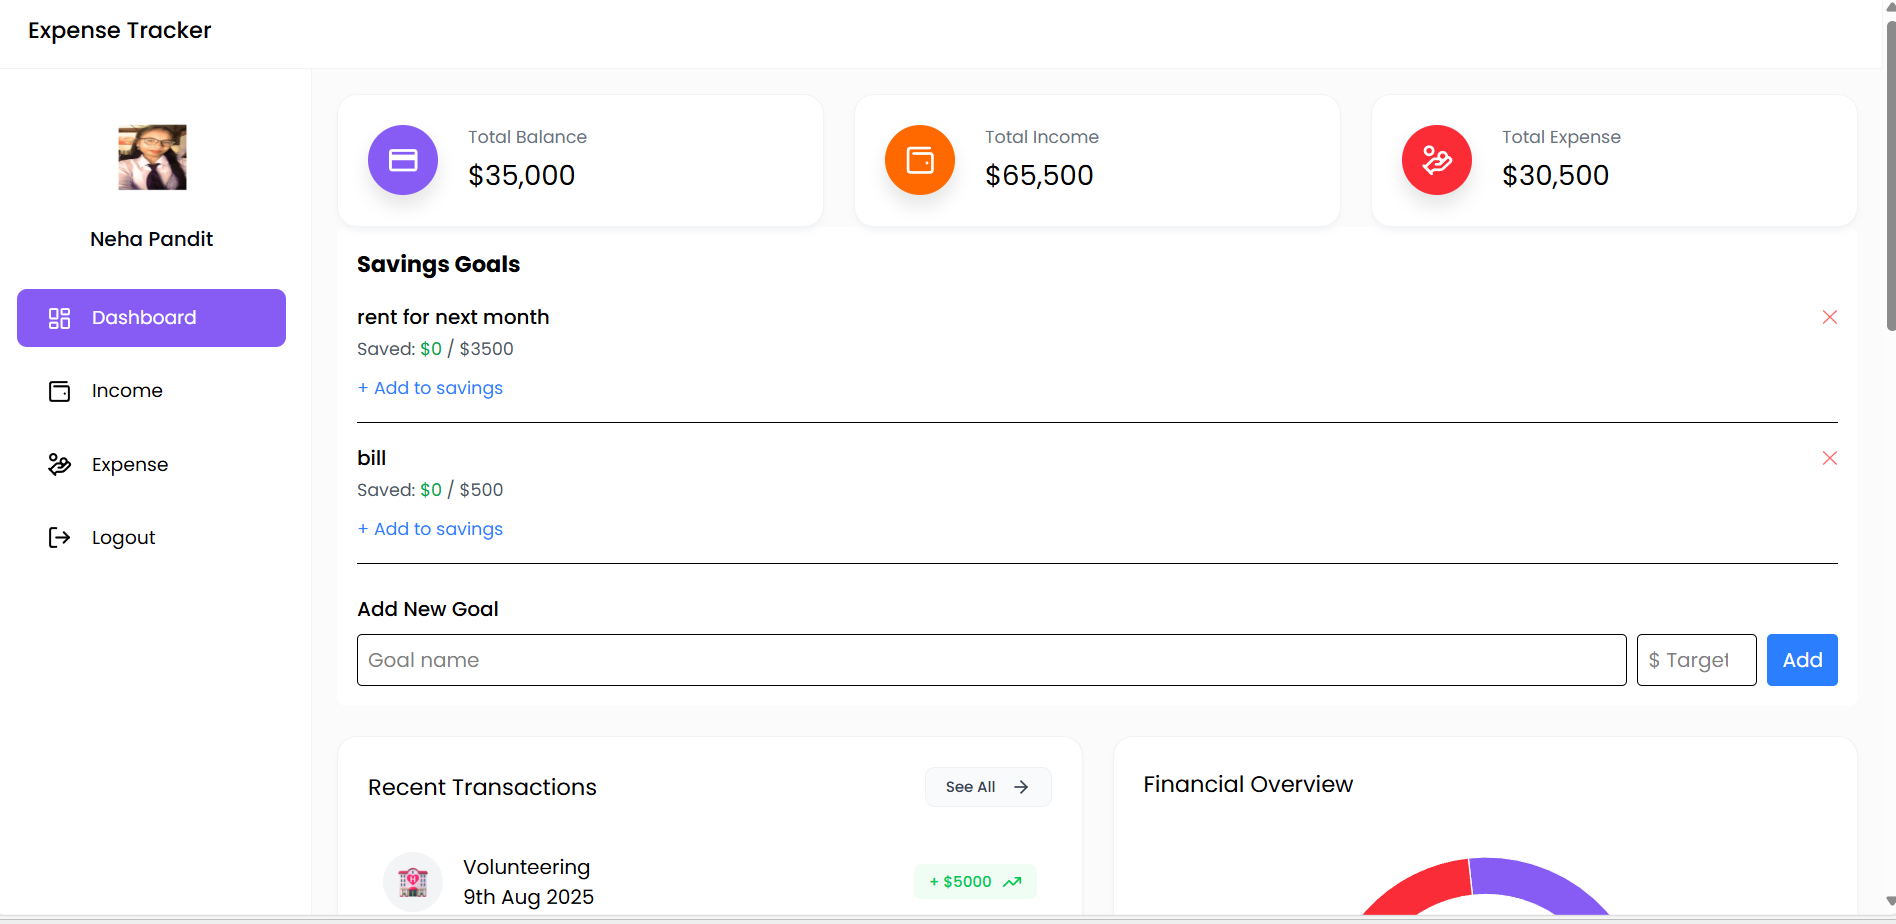 Expense Tracker
Neha Pandit
Dashboard
Income
Expense
Logout
Total Balance
$35,000
Total Income
$65,500
Total Expense
$30,500
Savings Goals
rent for next month
Saved: $0 / $3500
+ Add to savings
bill
Saved: $0 / $500
+ Add to savings
Add New Goal
Goal name
$ Target
Add
Recent Transactions
See All
Volunteering
9th Aug 2025
+ $5000
Financial Overview